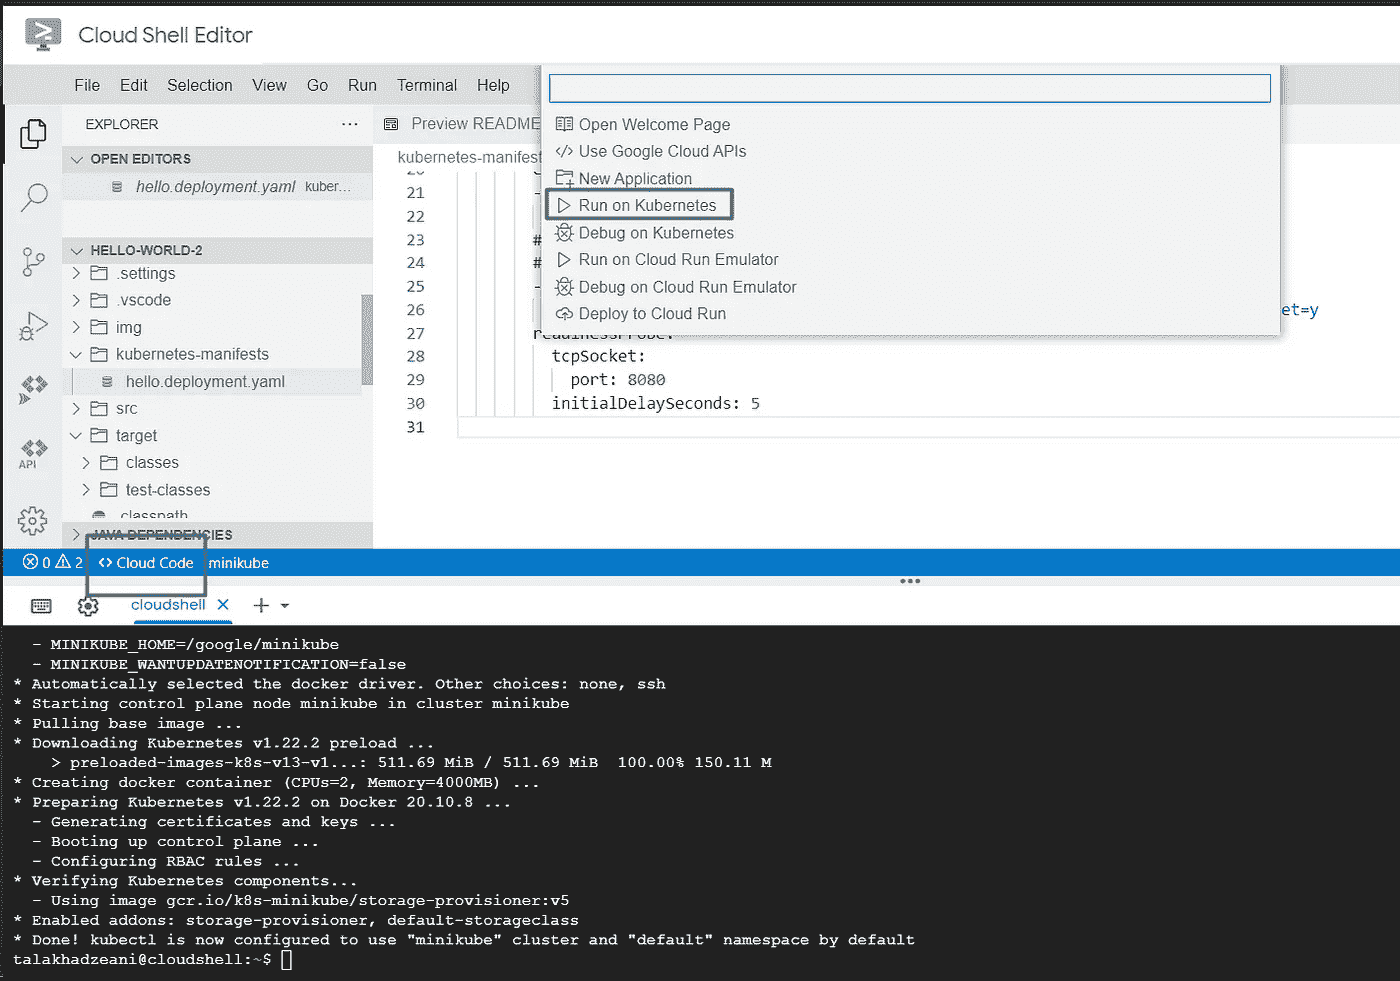 Cloud Shell Editor
File Edit Selection View Go Run Terminal Help
EXPLORER
OPEN EDITORS
hello.deployment.yaml kuber...
HELLO-WORLD-2
.settings
.vscode
img
kubernetes-manifests
hello.deployment.yaml
src
target
classes
test-classes
.classpath
JAVA DEPENDENCIES
API
Preview README
kubernetes-manifest
Open Welcome Page
</> Use Google Cloud APIs
New Application
Run on Kubernetes
Debug on Kubernetes
Run on Cloud Run Emulator
Debug on Cloud Run Emulator
Deploy to Cloud Run
20
21 -
22
23 #
24 #
25 -
26 et=y
27 readinessProbe:
28 tcpSocket:
29 port: 8080
30 initialDelaySeconds: 5
31
0 2 <> Cloud Code minikube
cloudshell
- MINIKUBE_HOME=/google/minikube
- MINIKUBE_WANTUPDATENOTIFICATION=false
* Automatically selected the docker driver. Other choices: none, ssh
* Starting control plane node minikube in cluster minikube
* Pulling base image ...
* Downloading Kubernetes v1.22.2 preload ...
> preloaded-images-k8s-v13-v1...: 511.69 MiB / 511.69 MiB 100.00% 150.11 M
* Creating docker container (CPUs=2, Memory=4000MB) ...
* Preparing Kubernetes v1.22.2 on Docker 20.10.8 ...
- Generating certificates and keys ...
- Booting up control plane ...
- Configuring RBAC rules ...
* Verifying Kubernetes components...
- Using image gcr.io/k8s-minikube/storage-provisioner:v5
* Enabled addons: storage-provisioner, default-storageclass
* Done! kubectl is now configured to use "minikube" cluster and "default" namespace by default
talakhadzeani@cloudshell:~$